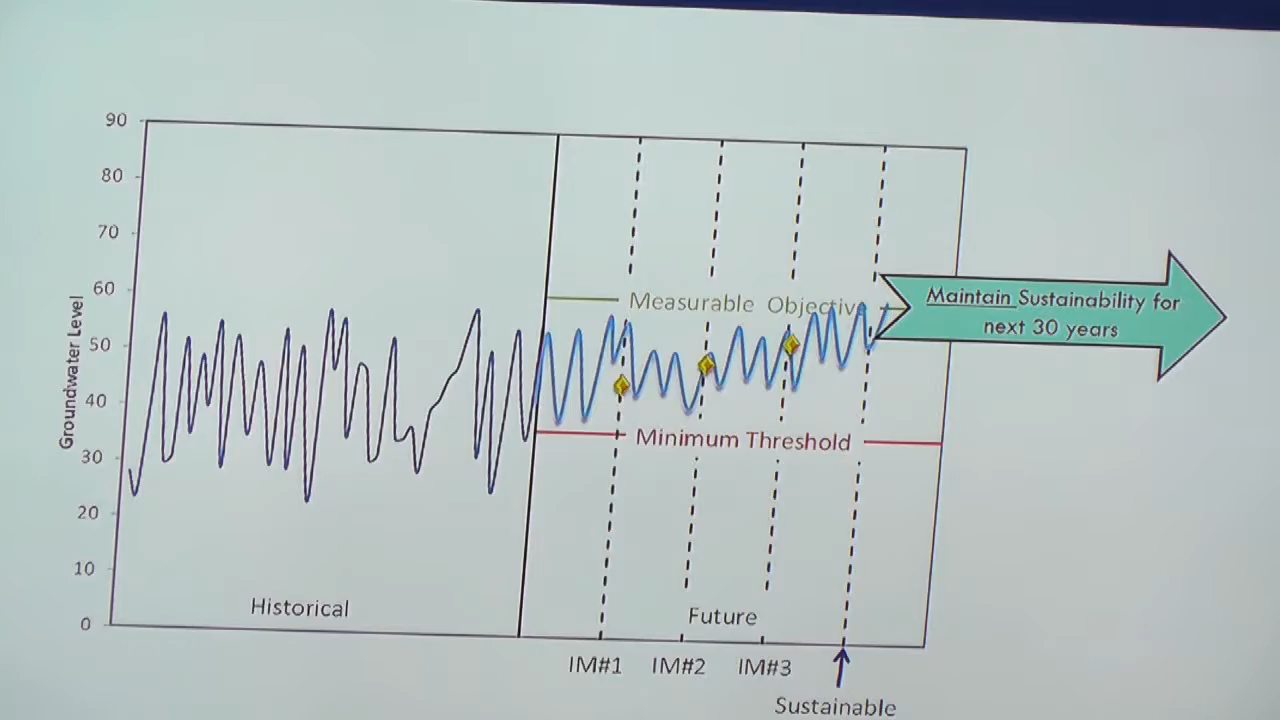 90
80
70
60
50
40
30
20
10
0
Groundwater Level
Measurable Objective
Maintain Sustainability for
next 30 years
Minimum Threshold
Historical
Future
IM#1 IM#2 IM#3
Sustainable